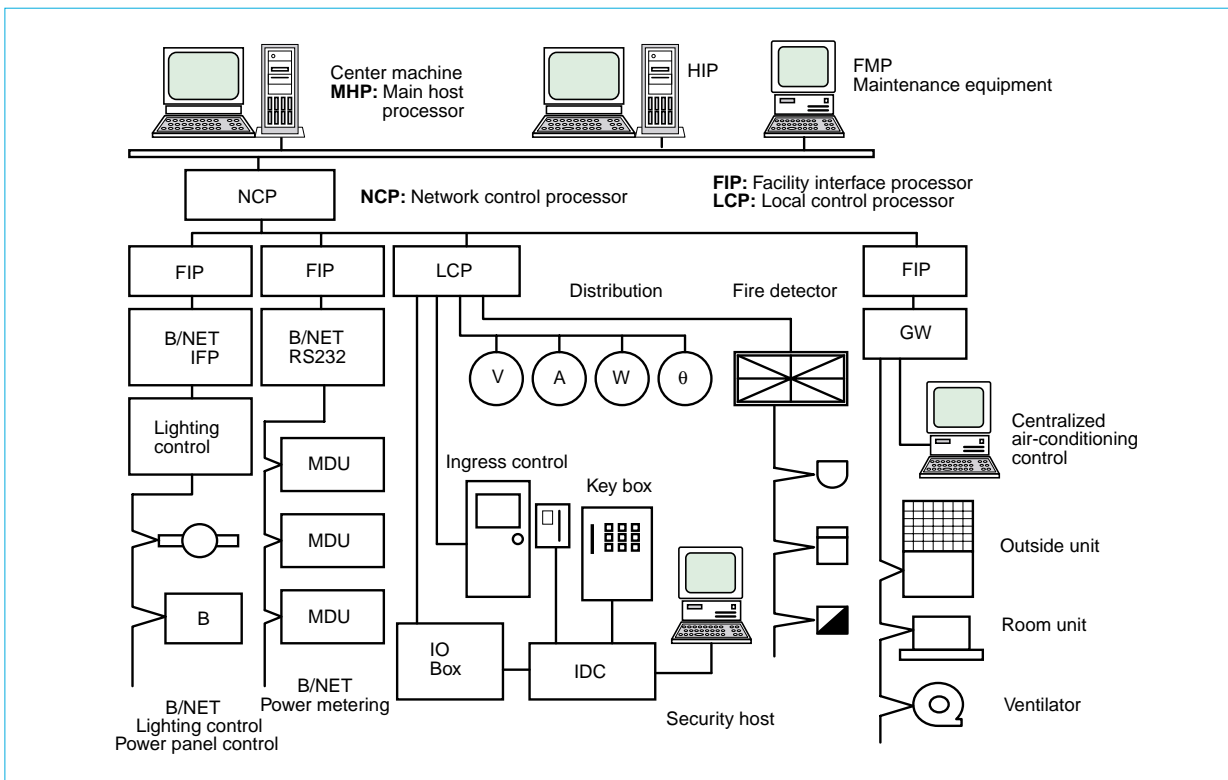 Center machine
MHP: Main host
processor
HIP
FMP
Maintenance equipment
NCP
NCP: Network control processor
FIP: Facility interface processor
LCP: Local control processor
FIP
FIP
LCP
FIP
Distribution
Fire detector
B/NET
IFP
B/NET
RS232
GW
V
A
W
θ
Lighting
control
Centralized
air-conditioning
control
MDU
Ingress control
Key box
MDU
Outside unit
B
MDU
IO
Box
IDC
Room unit
B/NET
Power metering
Security host
Ventilator
B/NET
Lighting control
Power panel control